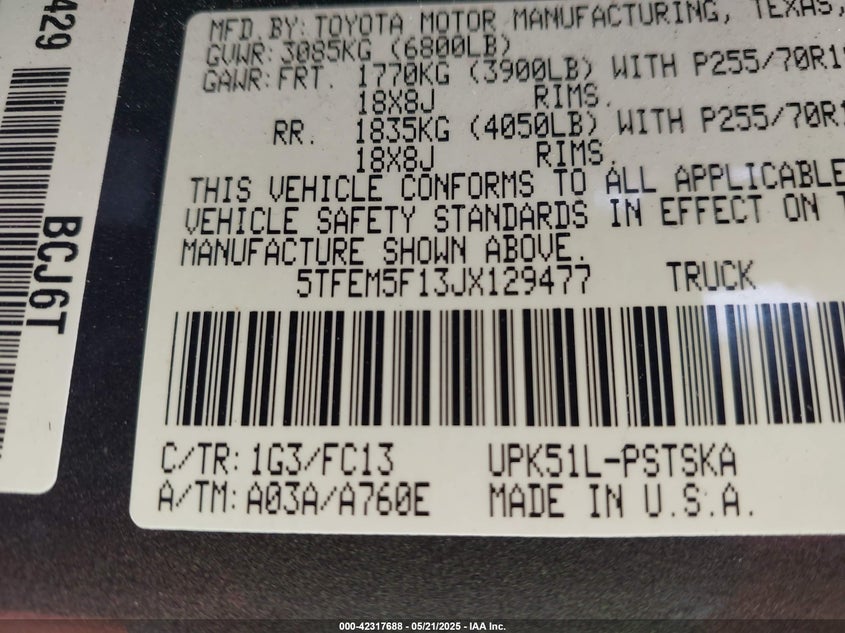 MFD. BY: TOYOTA MOTOR MANUFACTURING, TEXAS,
GVWR: 3085KG (6800LB)
GAWR: FRT. 1770KG (3900LB) WITH P255/70R1
18X8J RIMS.
RR. 1835KG (4050LB) WITH P255/70R1
18X8J RIMS.
THIS VEHICLE CONFORMS TO ALL APPLICABLE
VEHICLE SAFETY STANDARDS IN EFFECT ON T
MANUFACTURE SHOWN ABOVE.
5TFEM5F13JX129477 TRUCK
C/TR: 1G3/FC13 UPK51L-PSTSKA
A/TM: A03A/A760E MADE IN U.S.A.
429
BCJ6T
000-42317688 - 05/21/2025 - IAA Inc.